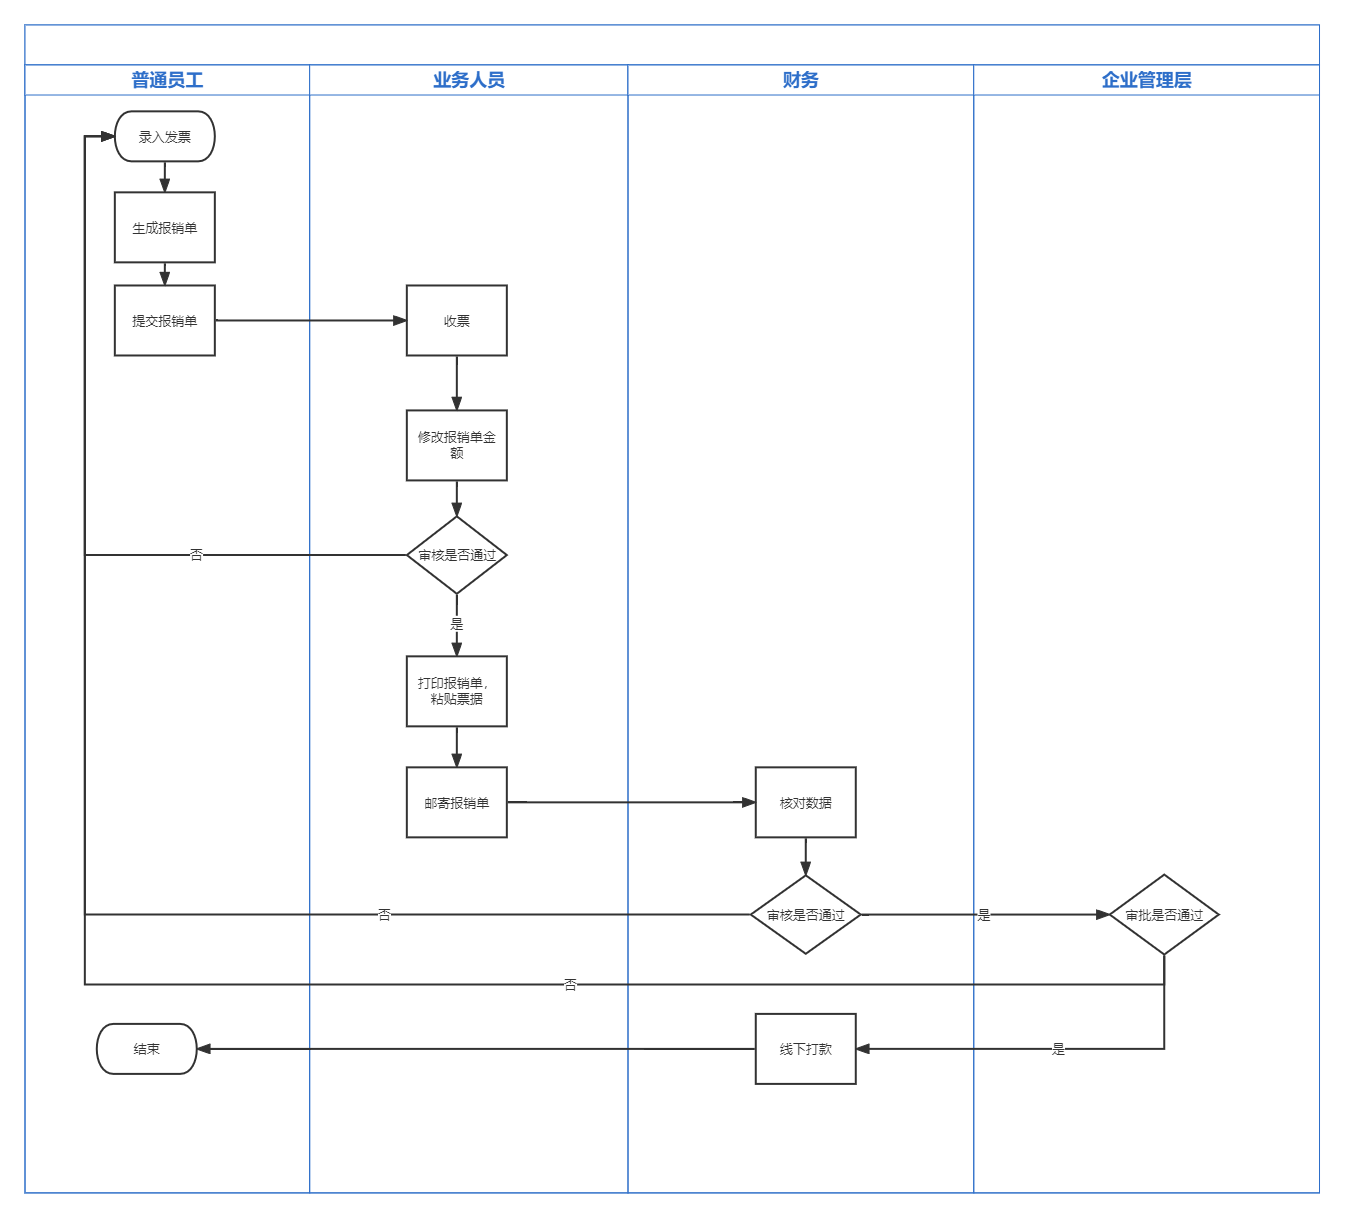 普通员工
业务人员
财务
企业管理层
录入发票
生成报销单
提交报销单
收票
修改报销单金
额
审核是否通过
否
是
打印报销单，
粘贴票据
邮寄报销单
核对数据
审核是否通过
否
是
审批是否通过
否
是
线下打款
结束